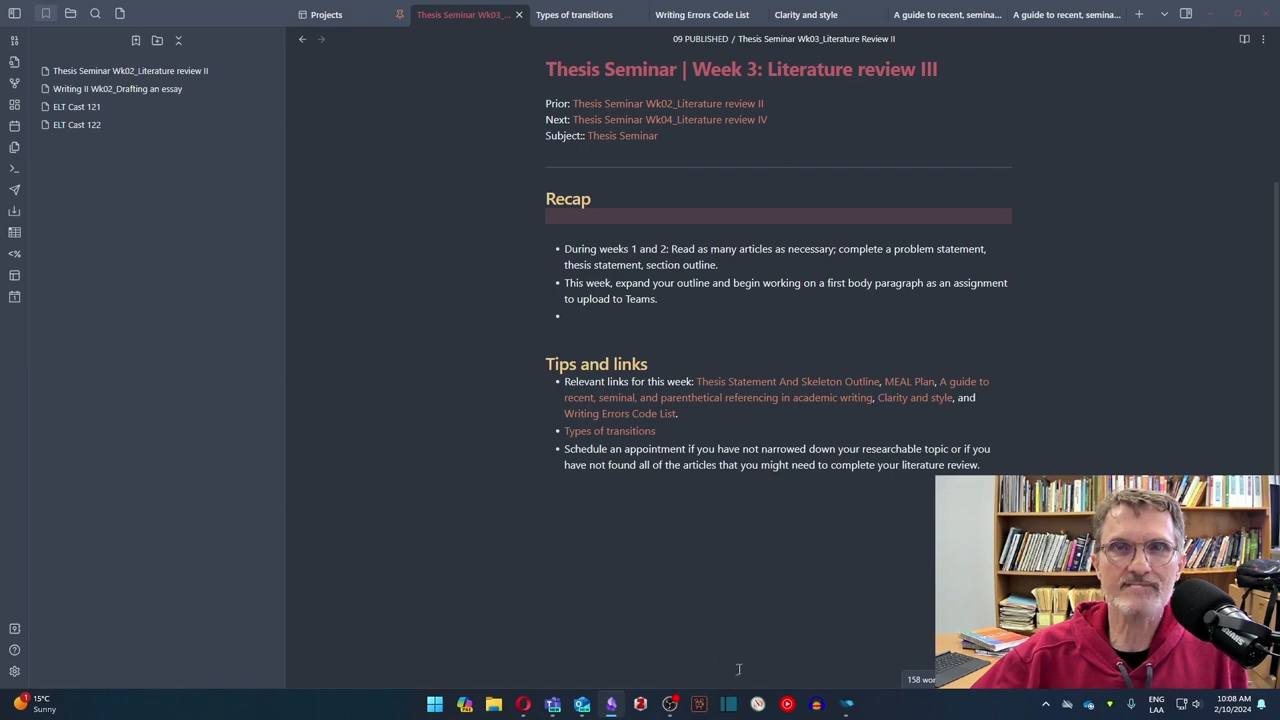 Projects
Thesis Seminar Wk03_...
Types of transitions
Writing Errors Code List
Clarity and style
A guide to recent, semina...
A guide to recent, semina...
09 PUBLISHED / Thesis Seminar Wk03_Literature Review II
Thesis Seminar Wk02_Literature review II
Writing II Wk02_Drafting an essay
ELT Cast 121
ELT Cast 122
Thesis Seminar | Week 3: Literature review III
Prior: Thesis Seminar Wk02_Literature review II
Next: Thesis Seminar Wk04_Literature review IV
Subject:: Thesis Seminar
Recap
• During weeks 1 and 2: Read as many articles as necessary; complete a problem statement,
thesis statement, section outline.
• This week, expand your outline and begin working on a first body paragraph as an assignment
to upload to Teams.
•
Tips and links
• Relevant links for this week: Thesis Statement And Skeleton Outline, MEAL Plan, A guide to
recent, seminal, and parenthetical referencing in academic writing, Clarity and style, and
Writing Errors Code List.
• Types of transitions
• Schedule an appointment if you have not narrowed down your researchable topic or if you
have not found all of the articles that you might need to complete your literature review.
158 wor
SHURE
1
15°C
Sunny
ENG
LAA
10:08 AM
2/10/2024